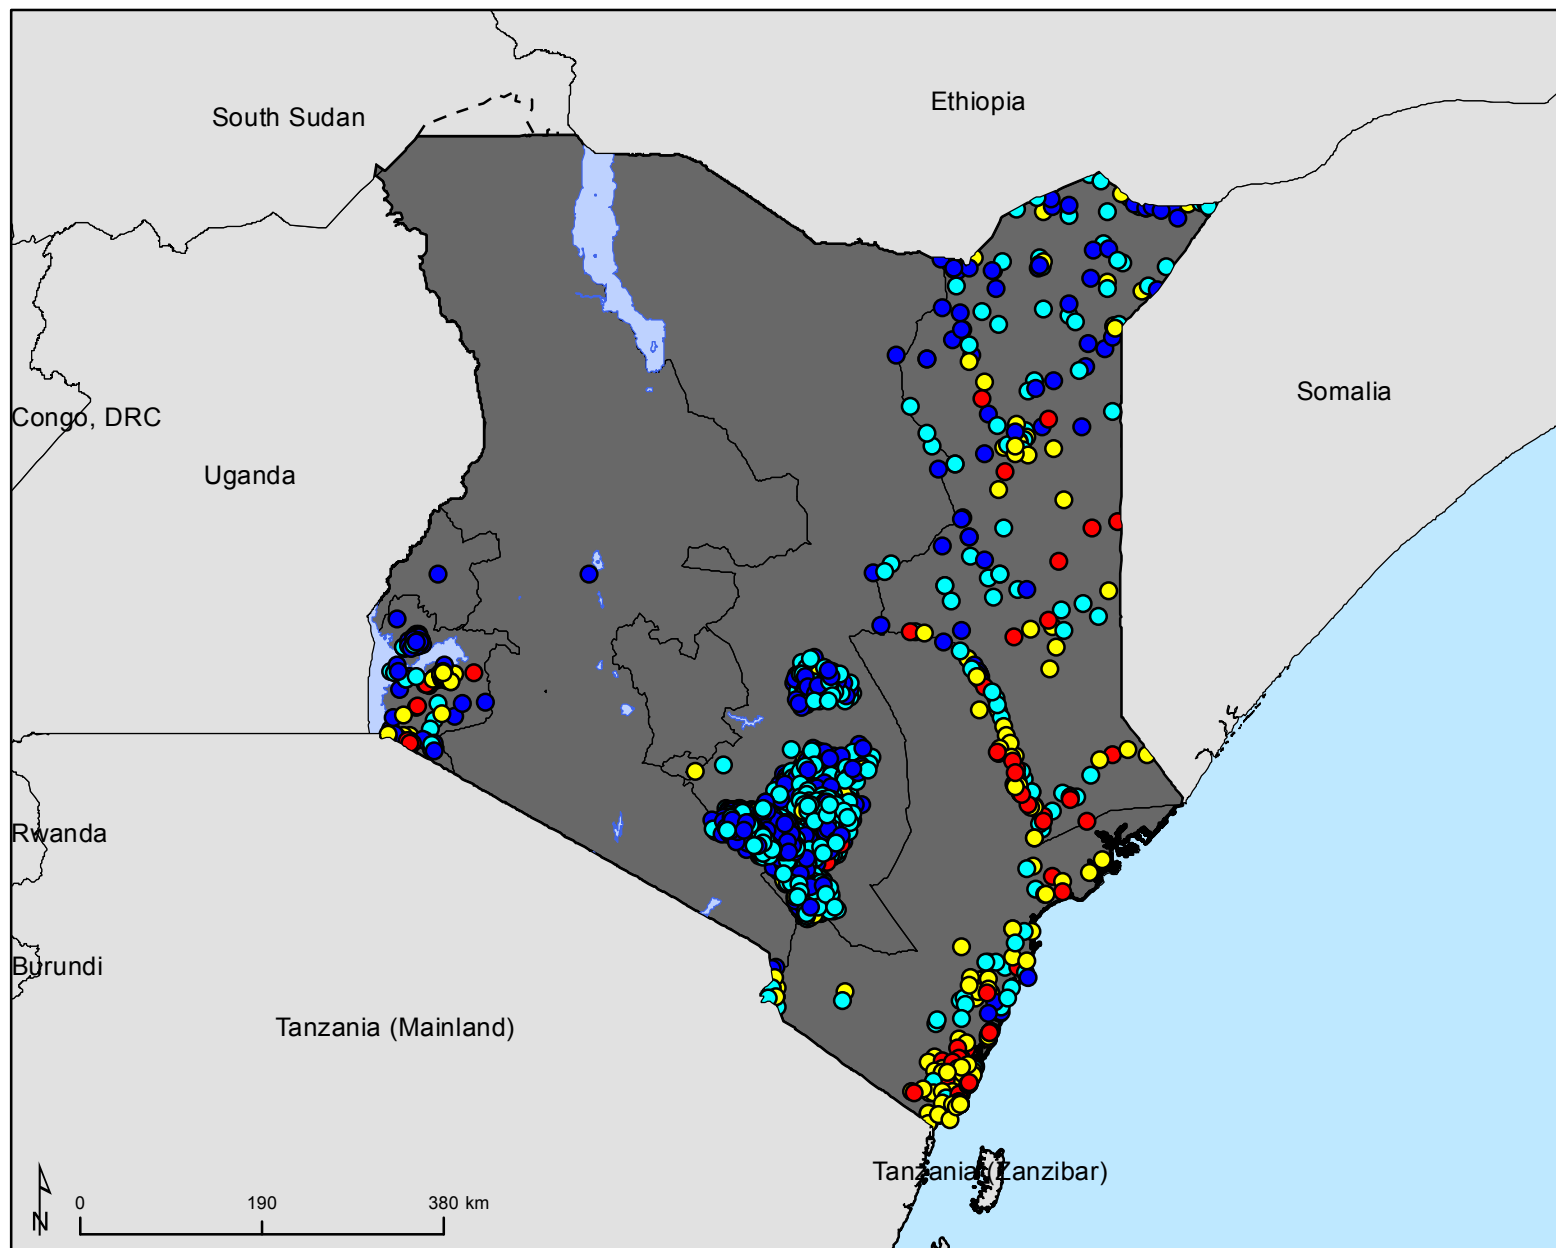 Ethiopia
South Sudan
Somalia
Congo, DRC
Uganda
Rwanda
Burundi
Tanzania (Mainland)
Tanzania (Zanzibar)
0 190 380 km
N